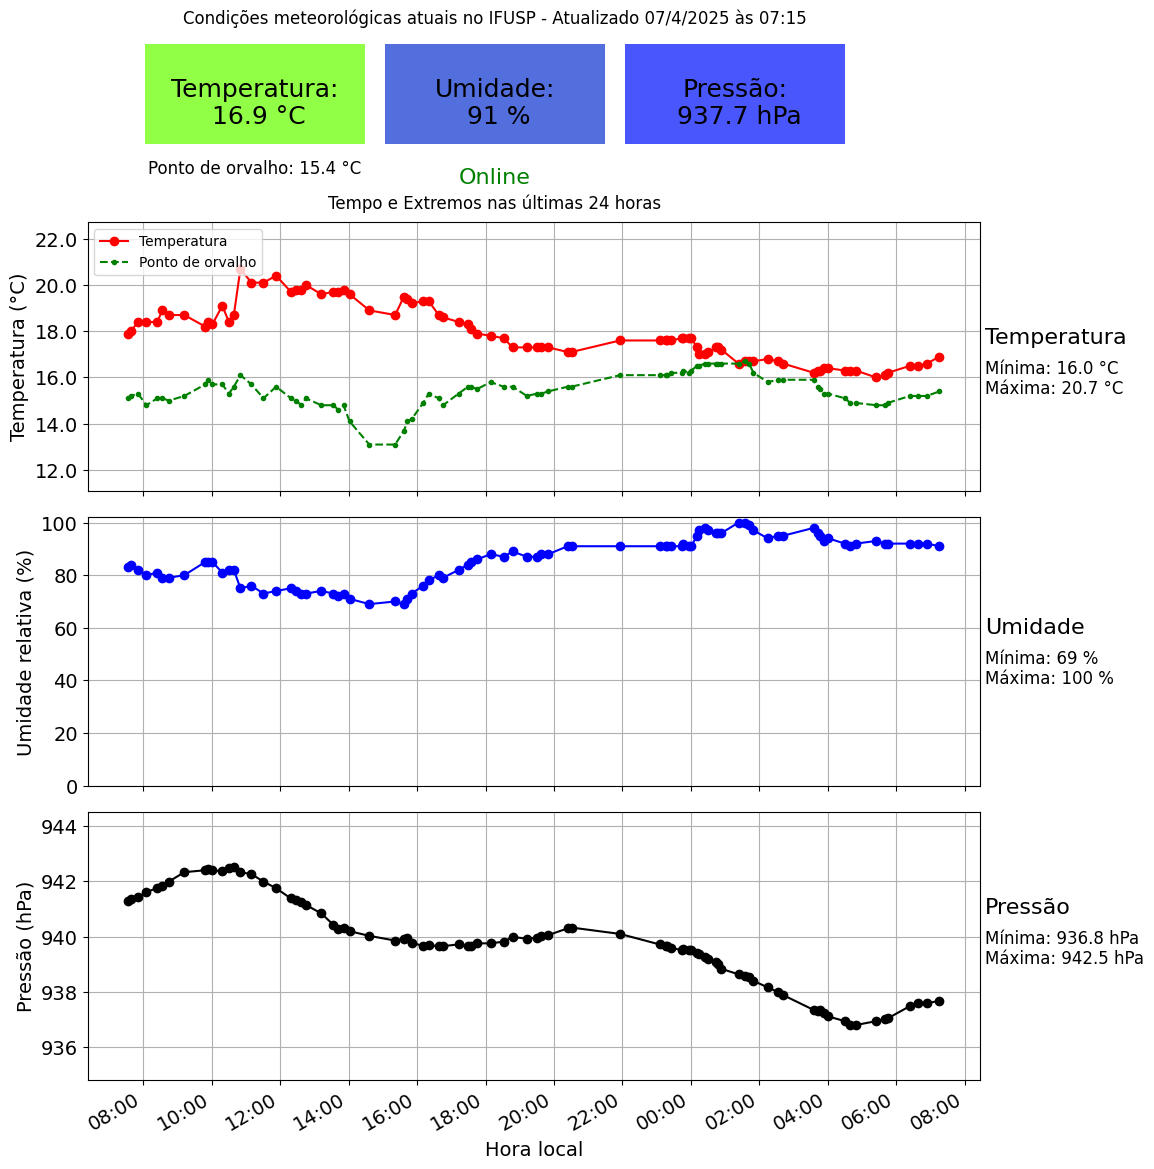 Condições meteorológicas atuais no IFUSP - Atualizado 07/4/2025 às 07:15
Temperatura:
16.9 °C
Umidade:
91 %
Pressão:
937.7 hPa
Ponto de orvalho: 15.4 °C
Online
Tempo e Extremos nas últimas 24 horas
Temperatura (°C)
22.0
20.0
18.0
16.0
14.0
12.0
Temperatura
Ponto de orvalho
Temperatura
Mínima: 16.0 °C
Máxima: 20.7 °C
Umidade relativa (%)
100
80
60
40
20
0
Umidade
Mínima: 69 %
Máxima: 100 %
Pressão (hPa)
944
942
940
938
936
Pressão
Mínima: 936.8 hPa
Máxima: 942.5 hPa
08:00
10:00
12:00
14:00
16:00
18:00
20:00
22:00
00:00
02:00
04:00
06:00
08:00
Hora local